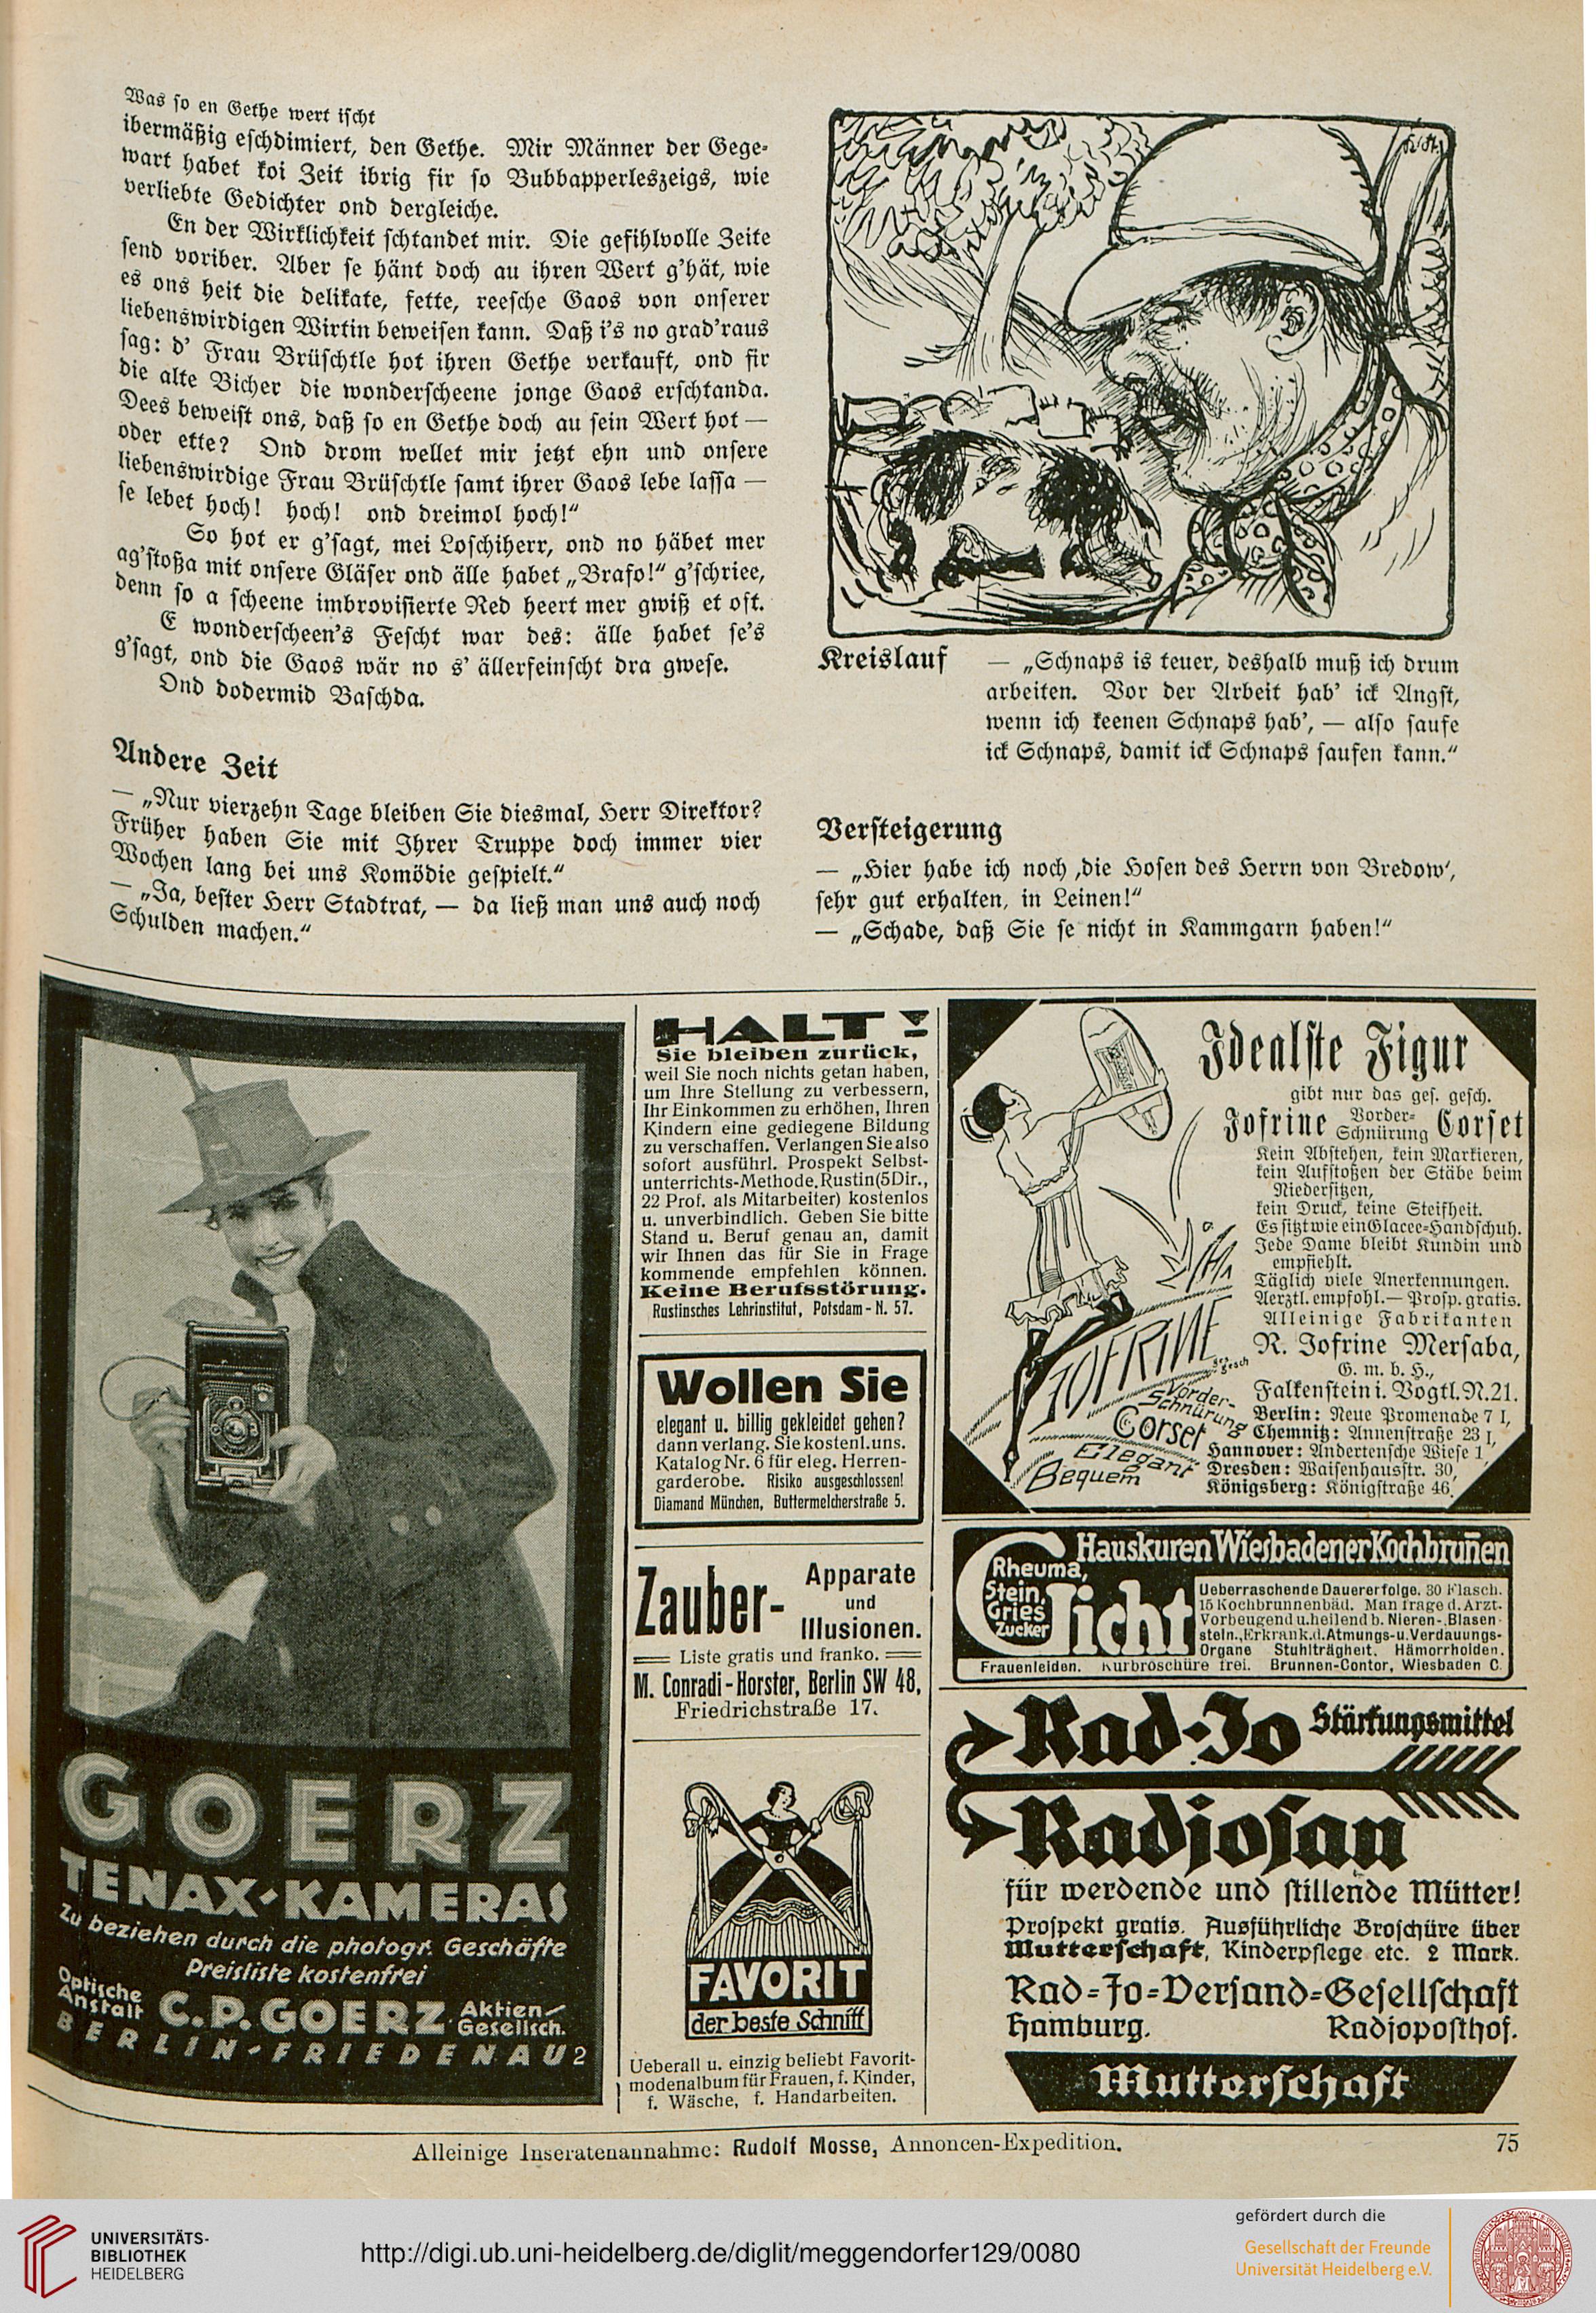 Was so en Gethe wert ischt
ibermäßig eschdimiert, den Gethe. Mir Männer der Gege-
wart habet koi Zeit ibrig fir so Bubbapperleszeigs, wie
verliebte Gedichter ond dergleiche.
En der Wirklichkeit schtandet mir. Die gefihlvolle Zeite
send voriber. Aber se hänt doch au ihren Wert g'hät, wie
es ons heit die delikate, fette, reesche Gaos von onserer
liebenswirdigen Wirtin beweisen kann. Daß i's no grad'raus
sag: d' Frau Brüschtle hot ihren Gethe verkauft, ond fir
die alte Bicher die wonderscheene jonge Gaos erschtanda.
Dees beweist ons, daß so en Gethe doch au sein Wert hot —
oder ette? Ond drom wellet mir jetzt ehn und onsere
liebenswirdige Frau Brüschtle samt ihrer Gaos lebe lassa —
se lebet hoch! hoch! ond dreimol hoch!"
So hot er g'sagt, mei Loschiherr, ond no häbet mer
ag'stoßa mit onsere Gläser ond älle habet „Brafo!" g'schriee,
denn so a scheene imbrovisierte Red heert mer gwiß et oft.
E wonderscheen's Fescht war des: älle habet se's
g'sagt, ond die Gaos wär no s' ällerfeinscht dra gwese.
Ond dodermid Baschda.
Andere Zeit
— „Nur vierzehn Tage bleiben Sie diesmal, Herr Direktor?
Früher haben Sie mit Ihrer Truppe doch immer vier
Wochen lang bei uns Komödie gespielt."
— „Ja, bester Herr Stadtrat, — da ließ man uns auch noch
Schulden machen."
Kreislauf — „Schnaps is teuer, deshalb muß ich drum
arbeiten. Vor der Arbeit hab' ick Angst,
wenn ich keenen Schnaps hab', — also saufe
ick Schnaps, damit ick Schnaps saufen kann."
Versteigerung
— „Hier habe ich noch ‚die Hosen des Herrn von Bredow',
sehr gut erhalten, in Leinen!"
— „Schade, daß Sie se nicht in Kammgarn haben!"
GOERZ
TENAX-KAMERAS
Zu beziehen durch die photogr. Geschäfte
Preisliste kostenfrei
Optische Anstalt C.P. GOERZ Aktien-Gesellsch.
BERLIN-FRIEDENAU 2
HALT!
Sie bleiben zurück,
weil Sie noch nichts getan haben,
um Ihre Stellung zu verbessern,
Ihr Einkommen zu erhöhen, Ihren
Kindern eine gediegene Bildung
zu verschaffen. Verlangen Sie also
sofort ausführl. Prospekt Selbst-
unterrichts-Methode. Rustin (5 Dir.,
22 Prof. als Mitarbeiter) kostenlos
u. unverbindlich. Geben Sie bitte
Stand u. Beruf genau an, damit
wir Ihnen das für Sie in Frage
kommende empfehlen können.
Keine Berufsstörung.
Rustinsches Lehrinstitut, Potsdam-N. 57.
Wollen Sie
elegant u. billig gekleidet gehen?
dann verlang. Sie kostenl. uns.
Katalog Nr. 6 für eleg. Herren-
garderobe. Risiko ausgeschlossen!
Diamand München, Buttermelcherstraße 5.
Zauber-Apparate
und
Illusionen.
Liste gratis und franko.
M. Conradi-Horster, Berlin SW 48,
Friedrichstraße 17.
FAVORIT
der beste Schnitt
Ueberall u. einzig beliebt Favorit-
modenalbum für Frauen, f. Kinder,
f. Wäsche, f. Handarbeiten.
Idealste Figur
gibt nur das ges. gesch.
Jofrine Vorder-Schnürung Corset
Kein Abstehen, kein Markieren,
kein Aufstoßen der Stäbe beim
Niedersitzen,
kein Druck, keine Steifheit.
Es sitzt wie ein Glacee-Handschuh.
Jede Dame bleibt Kundin und
empfiehlt.
Täglich viele Anerkennungen.
Aerztl. empfohl. — Prosp. gratis.
Alleinige Fabrikanten
R. Jofrine Mersaba,
G. m. b. H.,
Falkenstein i. Vogtl. N. 21.
Berlin: Neue Promenade 7 I,
Chemnitz: Annenstraße 23 I,
Hannover: Andertensche Wiese 1,
Dresden: Waisenhausstr. 30,
Königsberg: Königstraße 46.
JOFRINE
ges. gesch
Vorder-
Schnürung
Corset
Elegant
Bequem
Hauskuren Wiesbadener Kochbrunnen
Rheuma,
Stein,
Gries
Zucker
Gicht
Ueberraschende Dauererfolge. 30 Flasch.
15 Kochbrunnenbäd. Man frage d. Arzt.
Vorbeugend u. heilend b. Nieren-, Blasen-
stein., Erkrank. d. Atmungs- u. Verdauungs-
Organe Stuhlträgheit, Hämorrhoiden,
Frauenleiden. Kurbroschüre frei. Brunnen-Contor, Wiesbaden C.
Rad-Jo Stärkungsmittel
Radjosan
für werdende und stillende Mütter!
Prospekt gratis. Ausführliche Broschüre über
Mutterschaft, Kinderpflege etc. 2 Mark.
Rad-Jo-Versand-Gesellschaft
Hamburg. Radjoposthof.
Mutterschaft
Alleinige Inseratenannahme: Rudolf Mosse, Annoncen-Expedition.
75
UNIVERSITÄTS-
BIBLIOTHEK
HEIDELBERG
http://digi.ub.uni-heidelberg.de/diglit/meggendorfer129/0080
gefördert durch die
Gesellschaft der Freunde
Universität Heidelberg e.V.